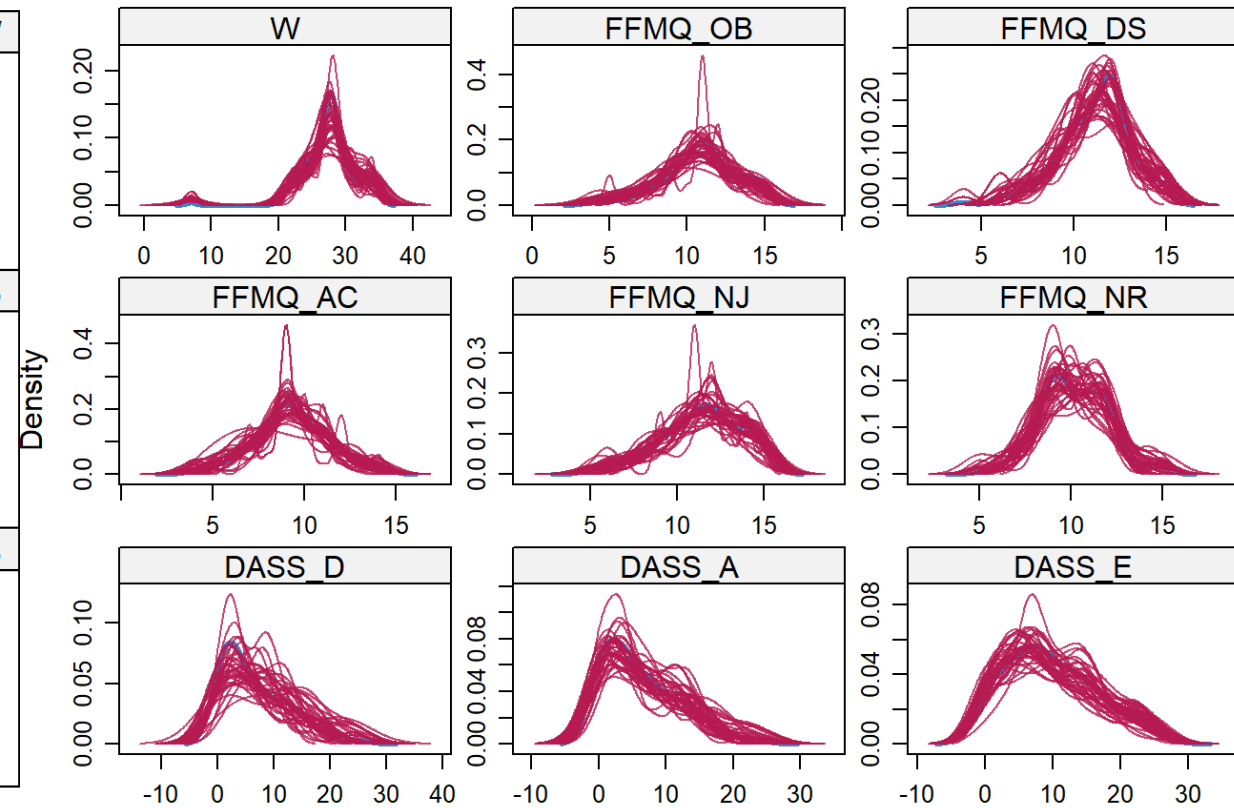 W
FFMQ_OB
FFMQ_DS
0.00 0.10 0.20
0.0 0.2 0.4
0.00 0.10 0.20
0 10 20 30 40
0 5 10 15
5 10 15
FFMQ_AC
FFMQ_NJ
FFMQ_NR
Density
0.0 0.2 0.4
0.0 0.1 0.2 0.3
0.0 0.1 0.2 0.3
5 10 15
5 10 15
5 10 15
DASS_D
DASS_A
DASS_E
0.00 0.05 0.10
0.00 0.04 0.08
0.00 0.04 0.08
-10 0 10 20 30 40
-10 0 10 20 30
-10 0 10 20 30